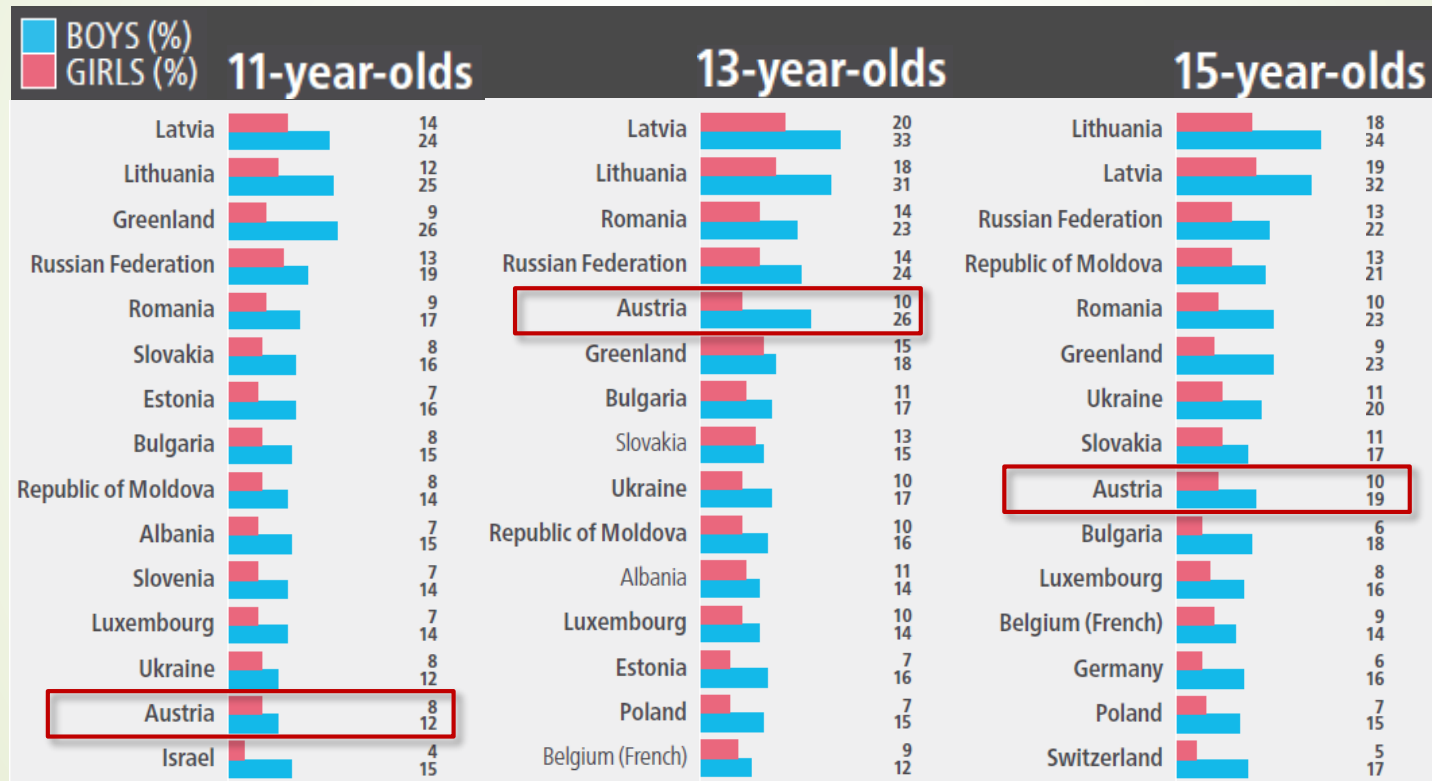 BOYS (%)
GIRLS (%)
11-year-olds
Latvia 14 24
Lithuania 12 25
Greenland 9 26
Russian Federation 13 19
Romania 9 17
Slovakia 8 16
Estonia 7 16
Bulgaria 8 15
Republic of Moldova 8 14
Albania 7 15
Slovenia 7 14
Luxembourg 7 14
Ukraine 8 12
Austria 8 12
Israel 4 15
13-year-olds
Latvia 20 33
Lithuania 18 31
Romania 14 23
Russian Federation 14 24
Austria 10 26
Greenland 15 18
Bulgaria 11 17
Slovakia 13 15
Ukraine 10 17
Republic of Moldova 10 16
Albania 11 14
Luxembourg 10 14
Estonia 7 16
Poland 7 15
Belgium (French) 9 12
15-year-olds
Lithuania 18 34
Latvia 19 32
Russian Federation 13 22
Republic of Moldova 13 21
Romania 10 23
Greenland 9 23
Ukraine 11 20
Slovakia 11 17
Austria 10 19
Bulgaria 6 18
Luxembourg 8 16
Belgium (French) 9 14
Germany 6 16
Poland 7 15
Switzerland 5 17